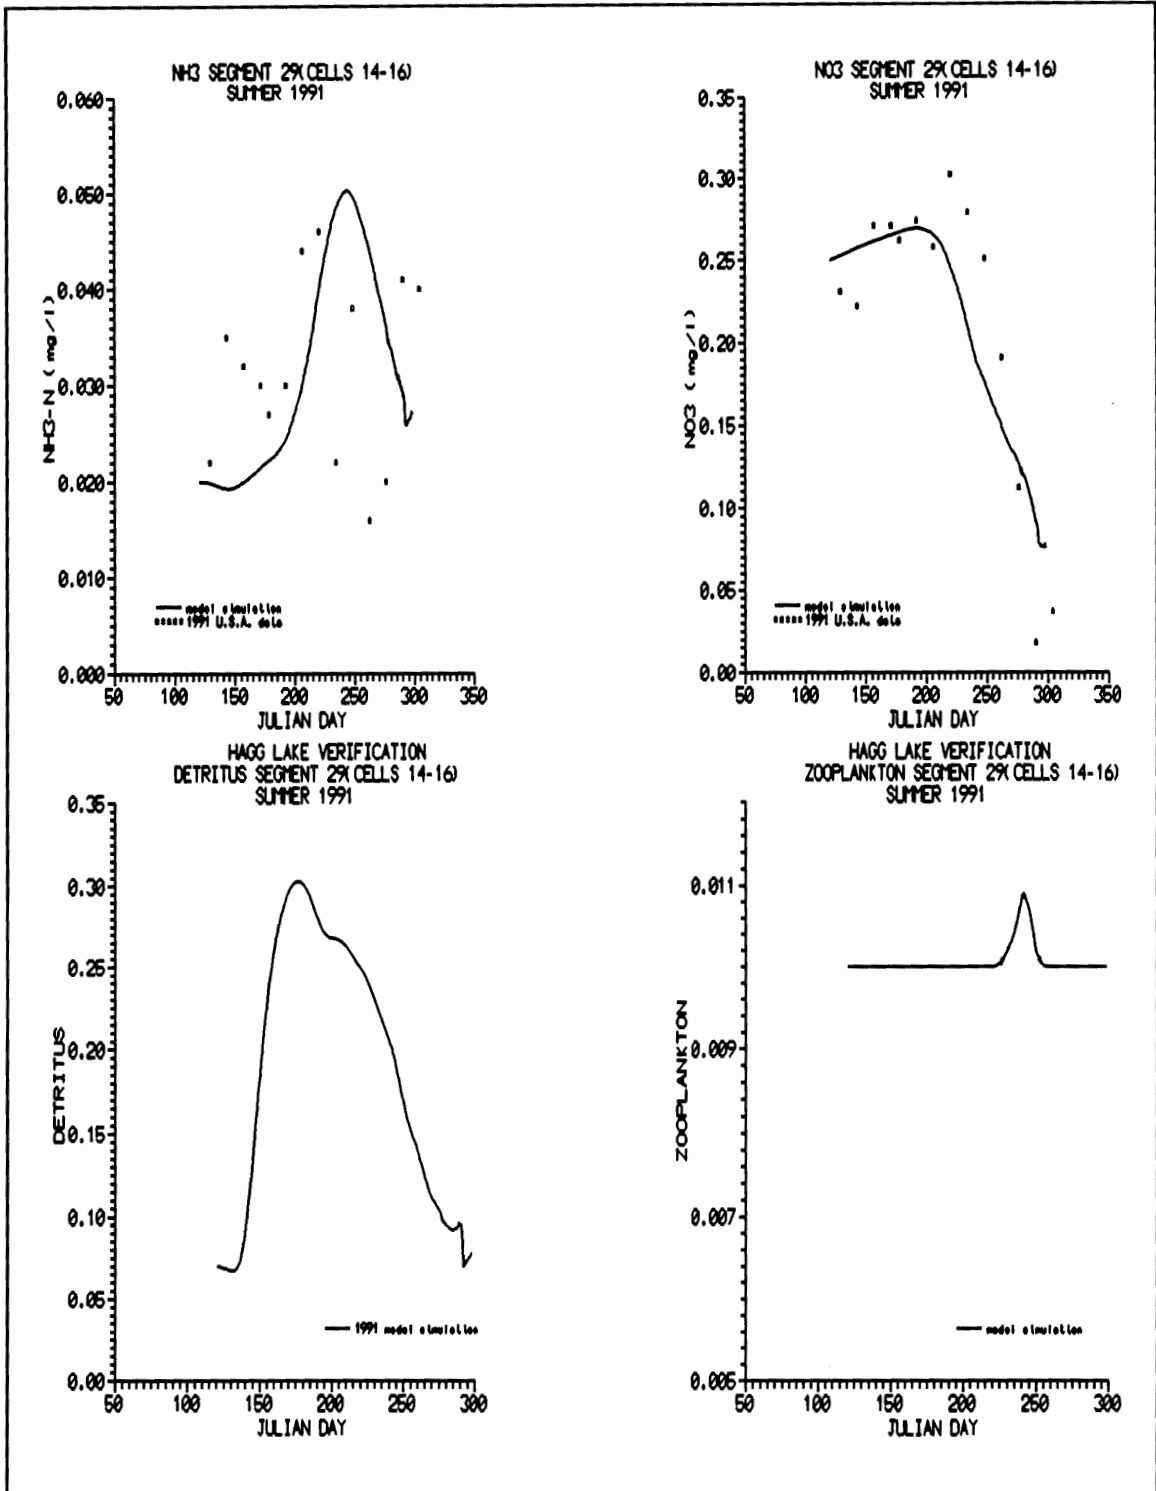 NH3 SEGMENT 29(CELLS 14-16)
SUMMER 1991
0.060
0.050
0.040
0.030
0.020
0.010
0.000
NH3-N (mg/l)
model simulation
1991 U.S.A. data
50 100 150 200 250 300 350
JULIAN DAY
NO3 SEGMENT 29(CELLS 14-16)
SUMMER 1991
0.35
0.30
0.25
0.20
0.15
0.10
0.05
0.00
NO3 (mg/l)
model simulation
1991 U.S.A. data
50 100 150 200 250 300 350
JULIAN DAY
HAGG LAKE VERIFICATION
DETRITUS SEGMENT 29(CELLS 14-16)
SUMMER 1991
0.35
0.30
0.25
0.20
0.15
0.10
0.05
0.00
DETRITUS
1991 model simulation
50 100 150 200 250 300
JULIAN DAY
HAGG LAKE VERIFICATION
ZOOPLANKTON SEGMENT 29(CELLS 14-16)
SUMMER 1991
0.011
0.009
0.007
0.005
ZOOPLANKTON
model simulation
50 100 150 200 250 300
JULIAN DAY